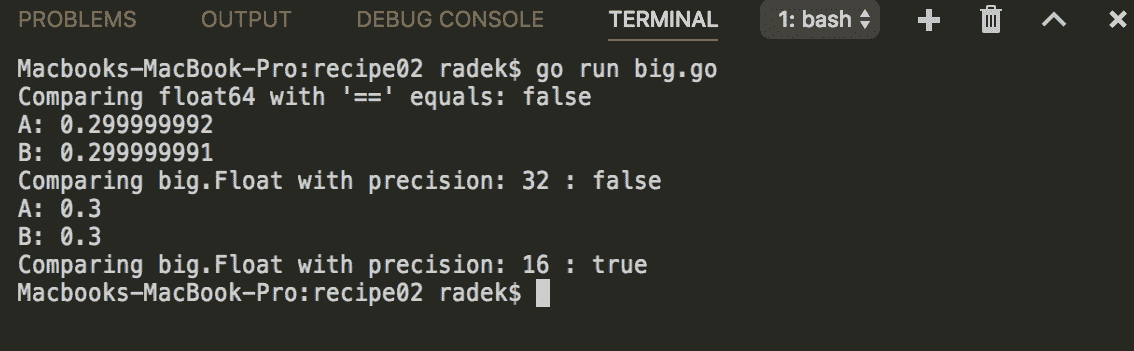 PROBLEMS OUTPUT DEBUG CONSOLE TERMINAL 1: bash
Macbooks-MacBook-Pro:recipe02 radek$ go run big.go
Comparing float64 with '==' equals: false
A: 0.299999992
B: 0.299999991
Comparing big.Float with precision: 32 : false
A: 0.3
B: 0.3
Comparing big.Float with precision: 16 : true
Macbooks-MacBook-Pro:recipe02 radek$